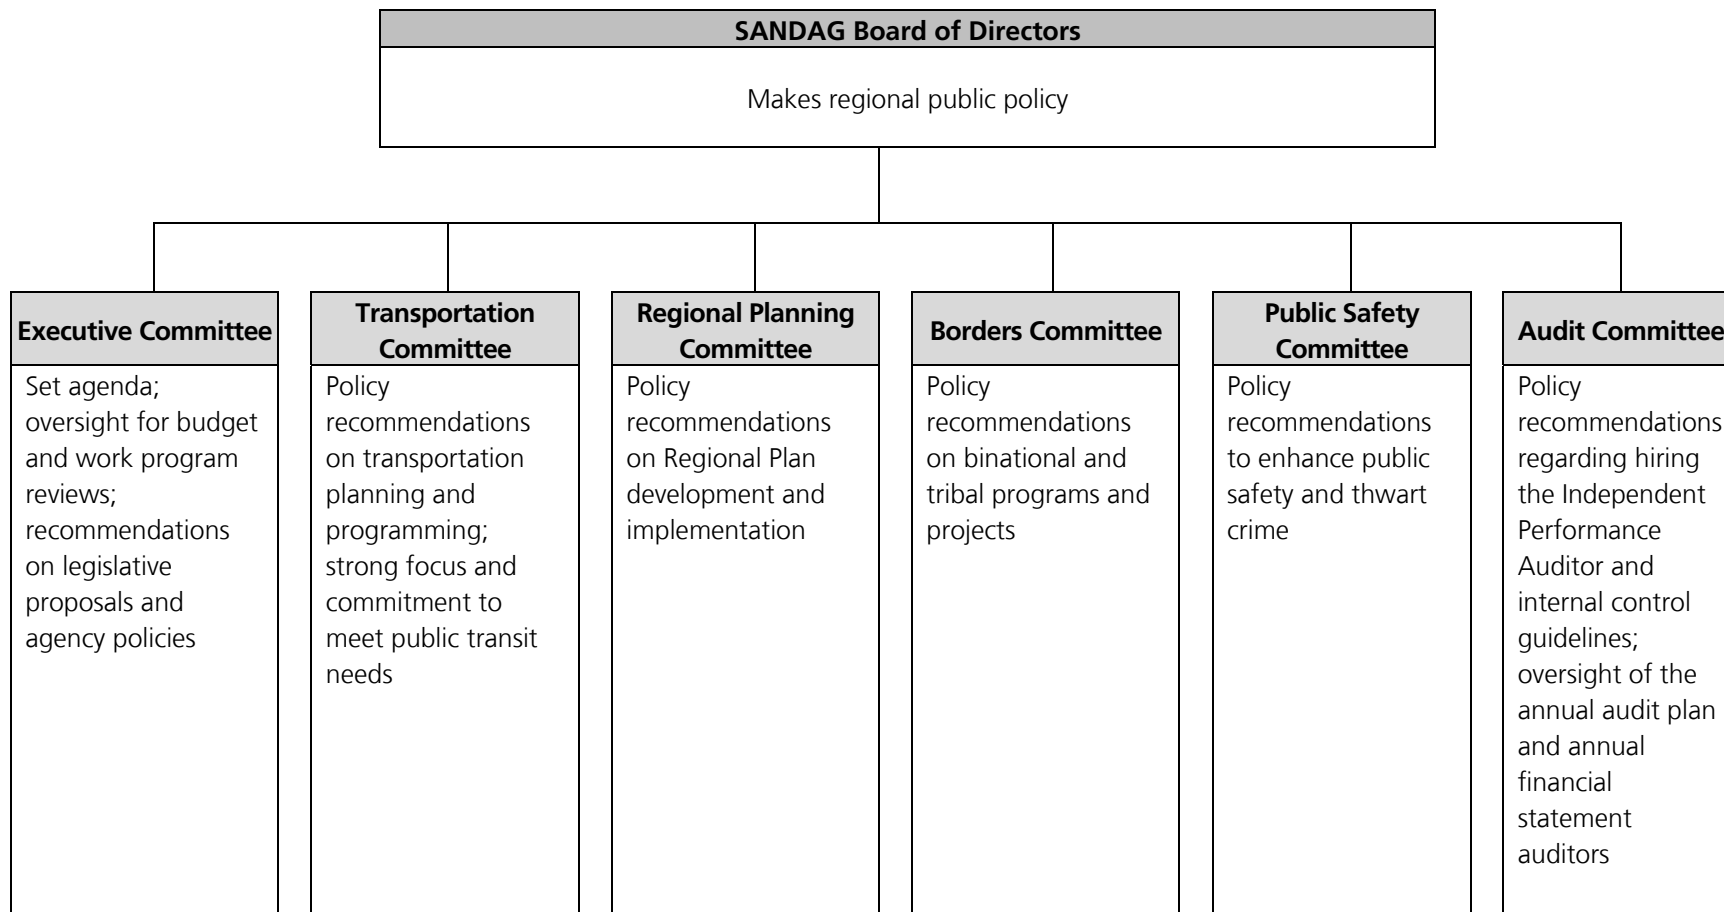 SANDAG Board of Directors
Makes regional public policy
Executive Committee
Set agenda;
oversight for budget
and work program
reviews;
recommendations
on legislative
proposals and
agency policies
Transportation
Committee
Policy
recommendations
on transportation
planning and
programming;
strong focus and
commitment to
meet public transit
needs
Regional Planning
Committee
Policy
recommendations
on Regional Plan
development and
implementation
Borders Committee
Policy
recommendations
on binational and
tribal programs and
projects
Public Safety
Committee
Policy
recommendations
to enhance public
safety and thwart
crime
Audit Committee
Policy
recommendations
regarding hiring
the Independent
Performance
Auditor and
internal control
guidelines;
oversight of the
annual audit plan
and annual
financial
statement
auditors